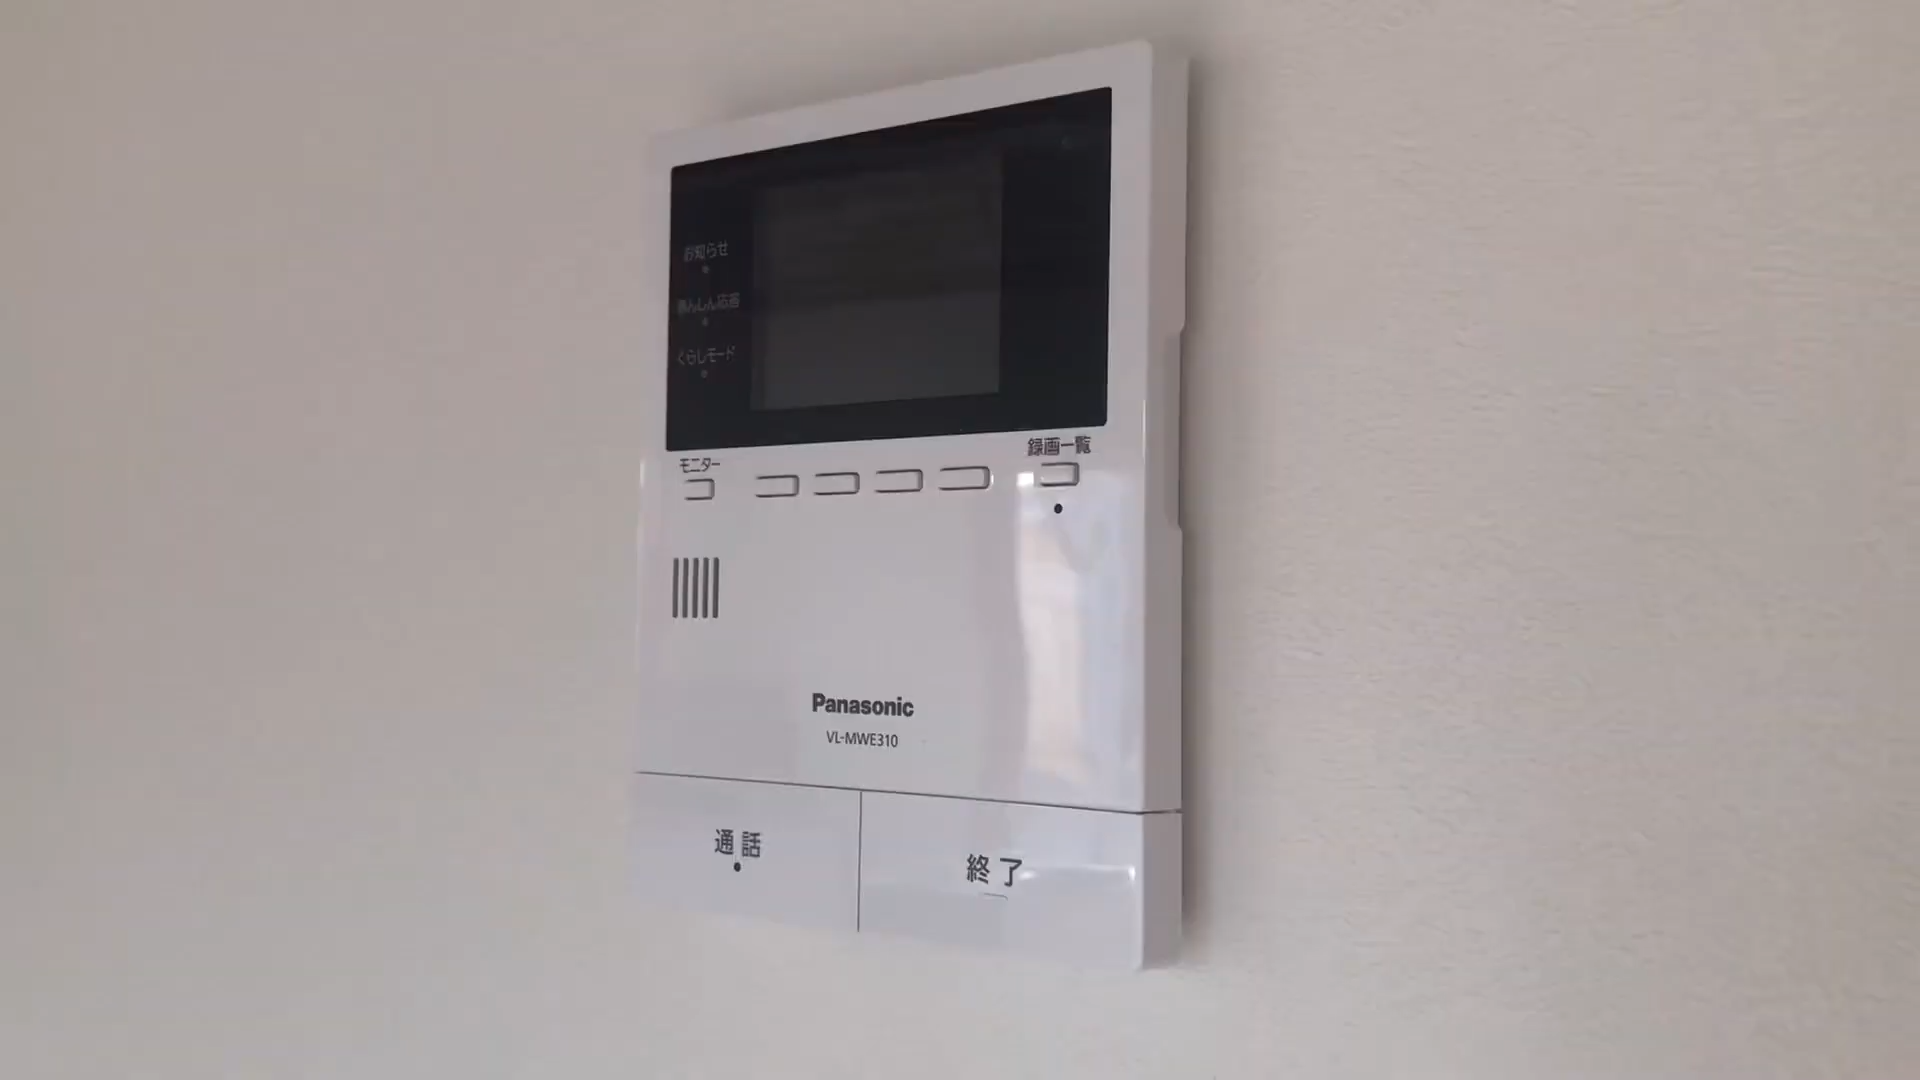 お知らせ
あんしん応答
くらしモード
モニター
録画一覧
Panasonic
VL-MWE310
通話
終了